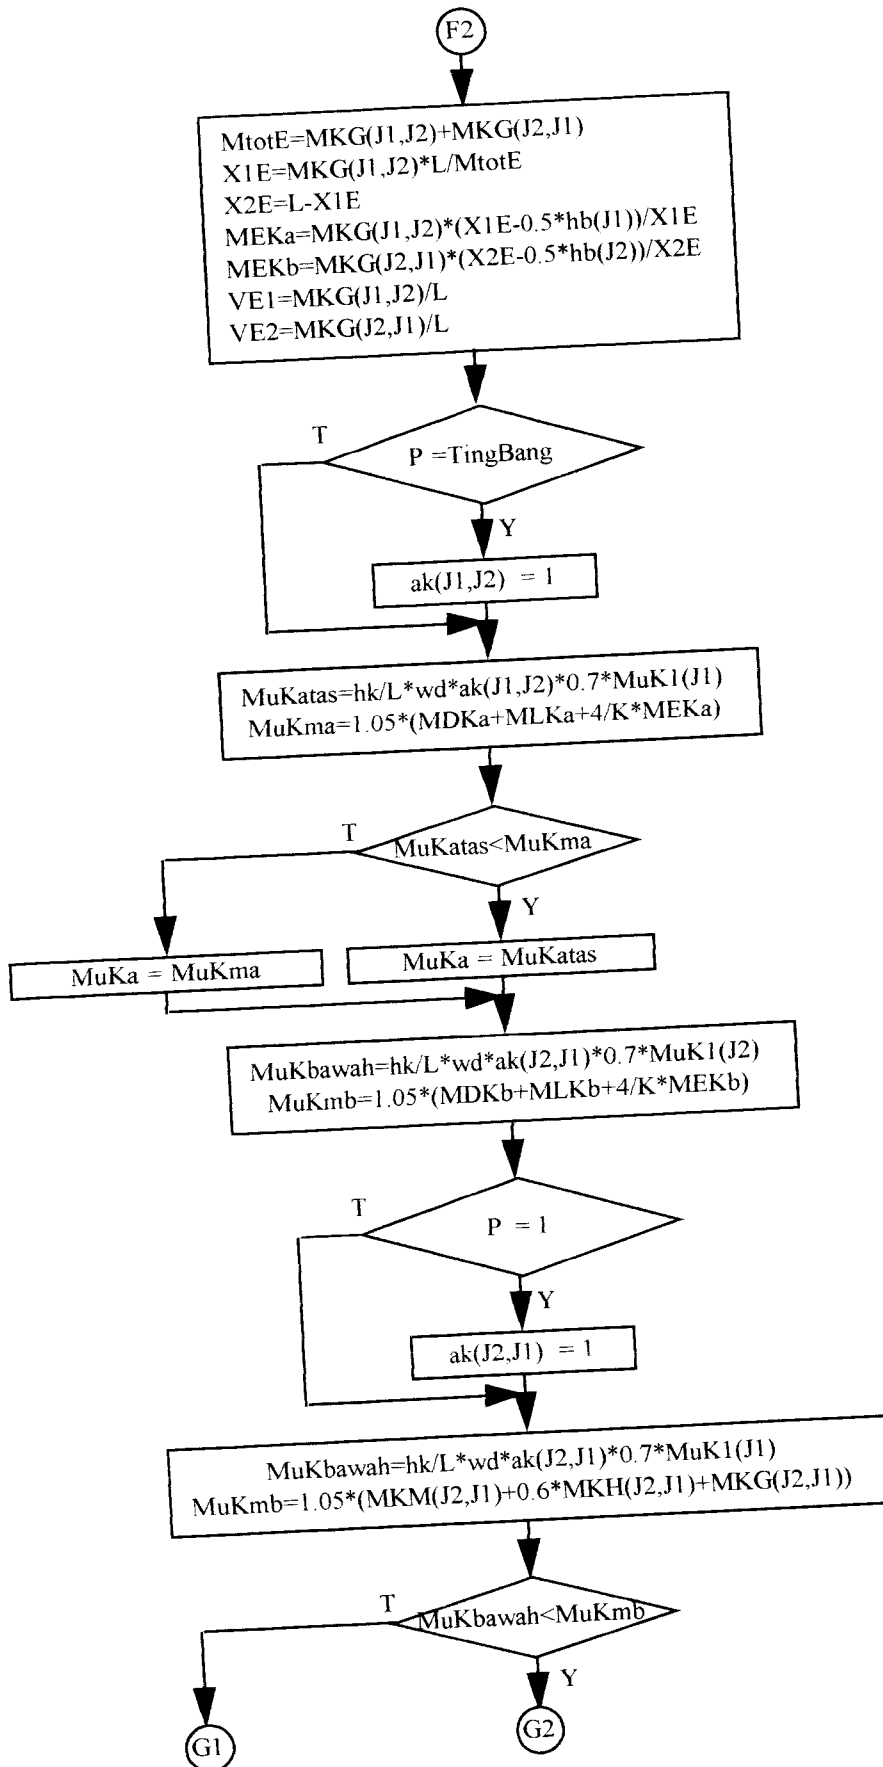 F2
MtotE=MKG(J1,J2)+MKG(J2,J1)
X1E=MKG(J1,J2)*L/MtotE
X2E=L-X1E
MEKa=MKG(J1,J2)*(X1E-0.5*hb(J1))/X1E
MEKb=MKG(J2,J1)*(X2E-0.5*hb(J2))/X2E
VE1=MKG(J1,J2)/L
VE2=MKG(J2,J1)/L
T
P =TingBang
Y
ak(J1,J2) = 1
MuKatas=hk/L*wd*ak(J1,J2)*0.7*MuK1(J1)
MuKma=1.05*(MDKa+MLKa+4/K*MEKa)
T
MuKatas<MuKma
Y
MuKa = MuKma
MuKa = MuKatas
MuKbawah=hk/L*wd*ak(J2,J1)*0.7*MuK1(J2)
MuKmb=1.05*(MDKb+MLKb+4/K*MEKb)
T
P = 1
Y
ak(J2,J1) = 1
MuKbawah=hk/L*wd*ak(J2,J1)*0.7*MuK1(J1)
MuKmb=1.05*(MKM(J2,J1)+0.6*MKH(J2,J1)+MKG(J2,J1))
T
MuKbawah<MuKmb
Y
G1
G2